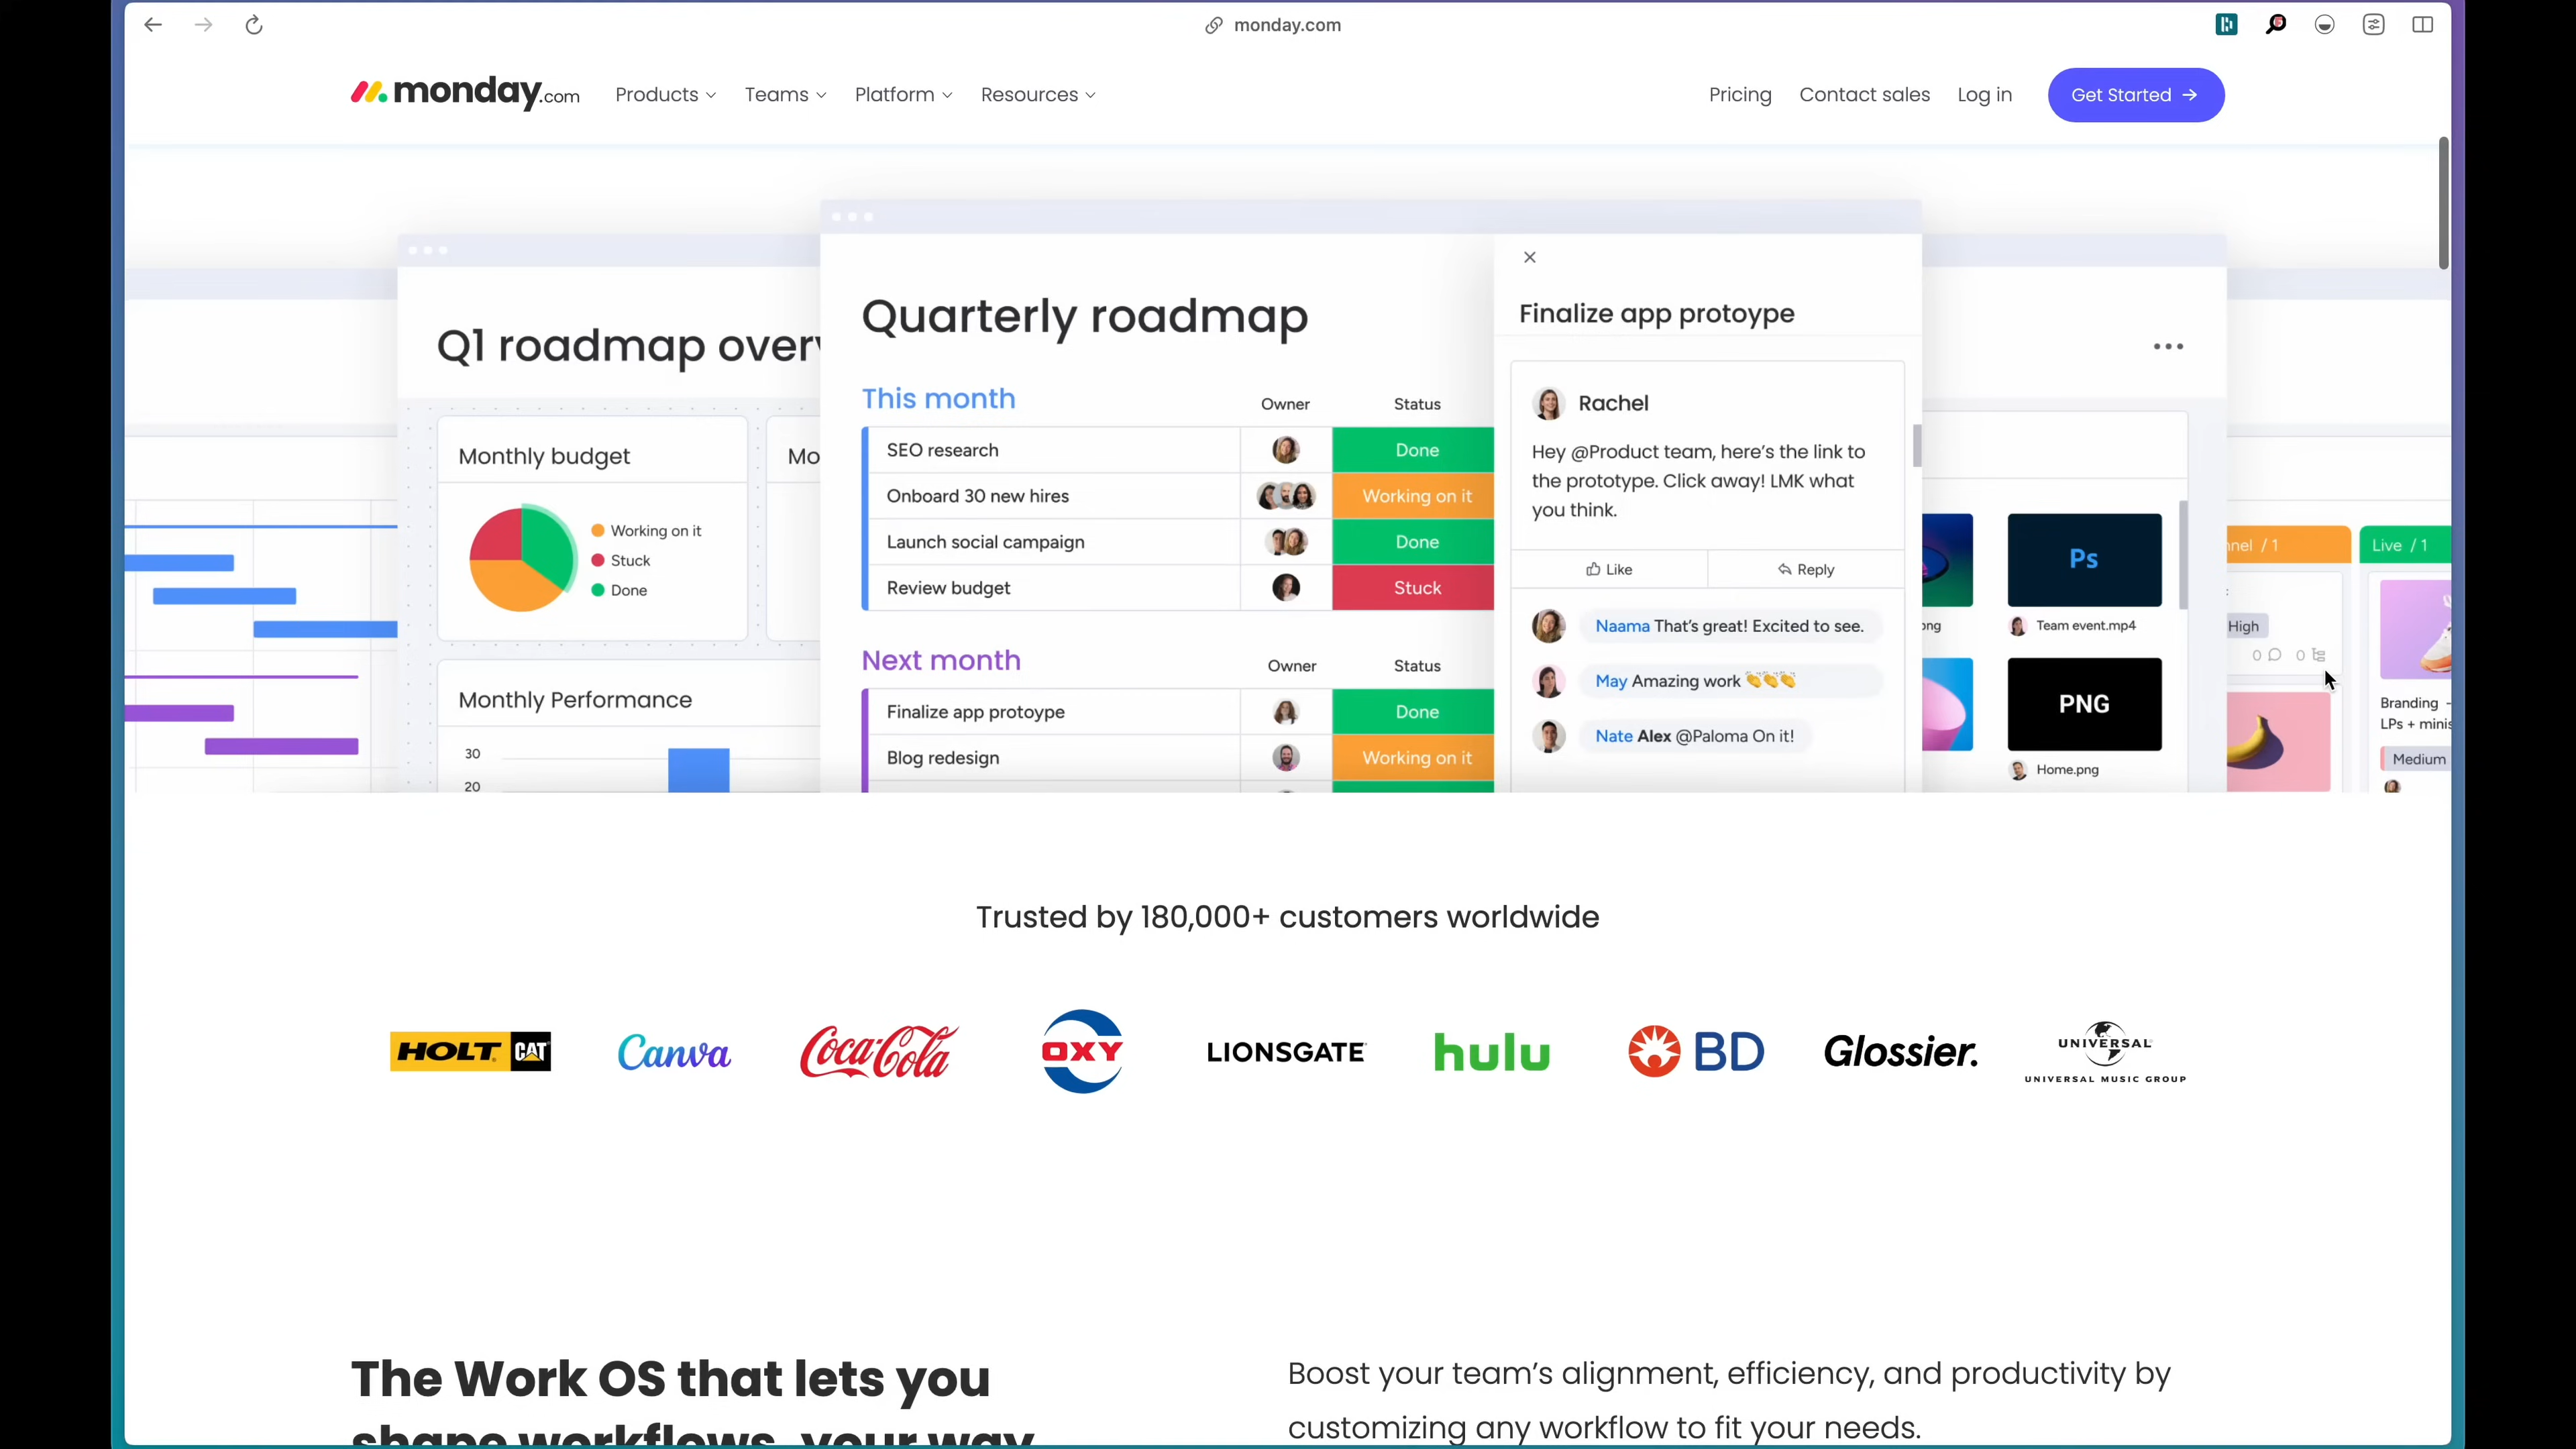 monday.com
monday.com
Products
Teams
Platform
Resources
Pricing
Contact sales
Log in
Get Started
Q1 roadmap
Monthly budget
Working on it
Stuck
Done
Monthly Performance
30
20
Quarterly roadmap
This month
Owner
Status
SEO research
Done
Onboard 30 new hires
Working on it
Launch social campaign
Done
Review budget
Stuck
Next month
Owner
Status
Finalize app protoype
Done
Blog redesign
Working on it
Finalize app protoype
Rachel
Hey @Product team, here's the link to
the prototype. Click away! LMK what
you think.
Like
Reply
Naama That's great! Excited to see.
May Amazing work 👏👏👏
Nate Alex @Paloma On it!
Ps
Team event.mp4
PNG
Home.png
/ 1
High
0
0
Live / 1
Branding -
LPs +
Medium
Trusted by 180,000+ customers worldwide
HOLT CAT
Canva
Coca-Cola
OXY
LIONSGATE
hulu
BD
Glossier.
UNIVERSAL
UNIVERSAL MUSIC GROUP
The Work OS that lets you
shape workflows, your way
Boost your team's alignment, efficiency, and productivity by
customizing any workflow to fit your needs.